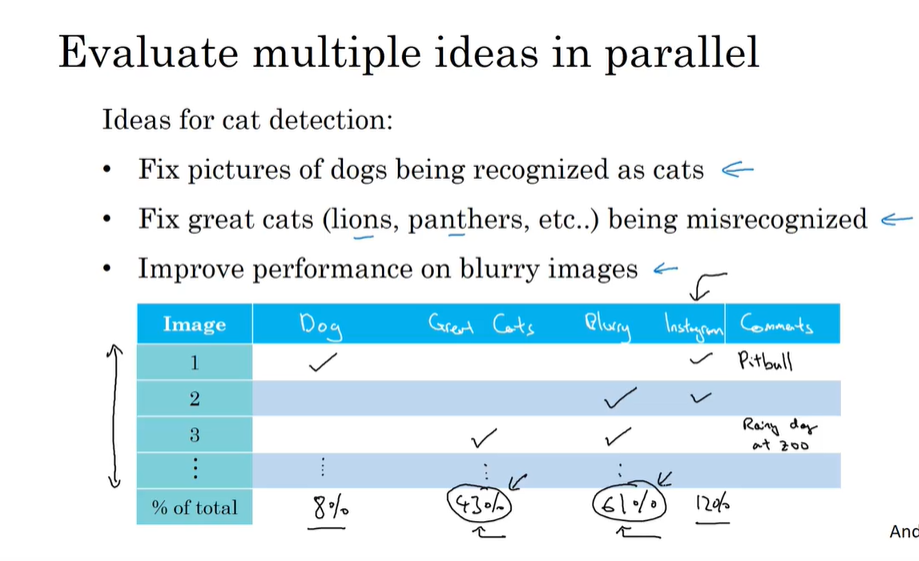 Evaluate multiple ideas in parallel
Ideas for cat detection:
• Fix pictures of dogs being recognized as cats
• Fix great cats (lions, panthers, etc..) being misrecognized
• Improve performance on blurry images
Image Dog Great Cats Blurry Instagram Comments
1 ✓ ✓ Pitbull
2 ✓ ✓
3 ✓ ✓ Rainy day
at zoo
⋮ ⋮ ⋮ ⋮
% of total 8% 43% 61% 12%
And